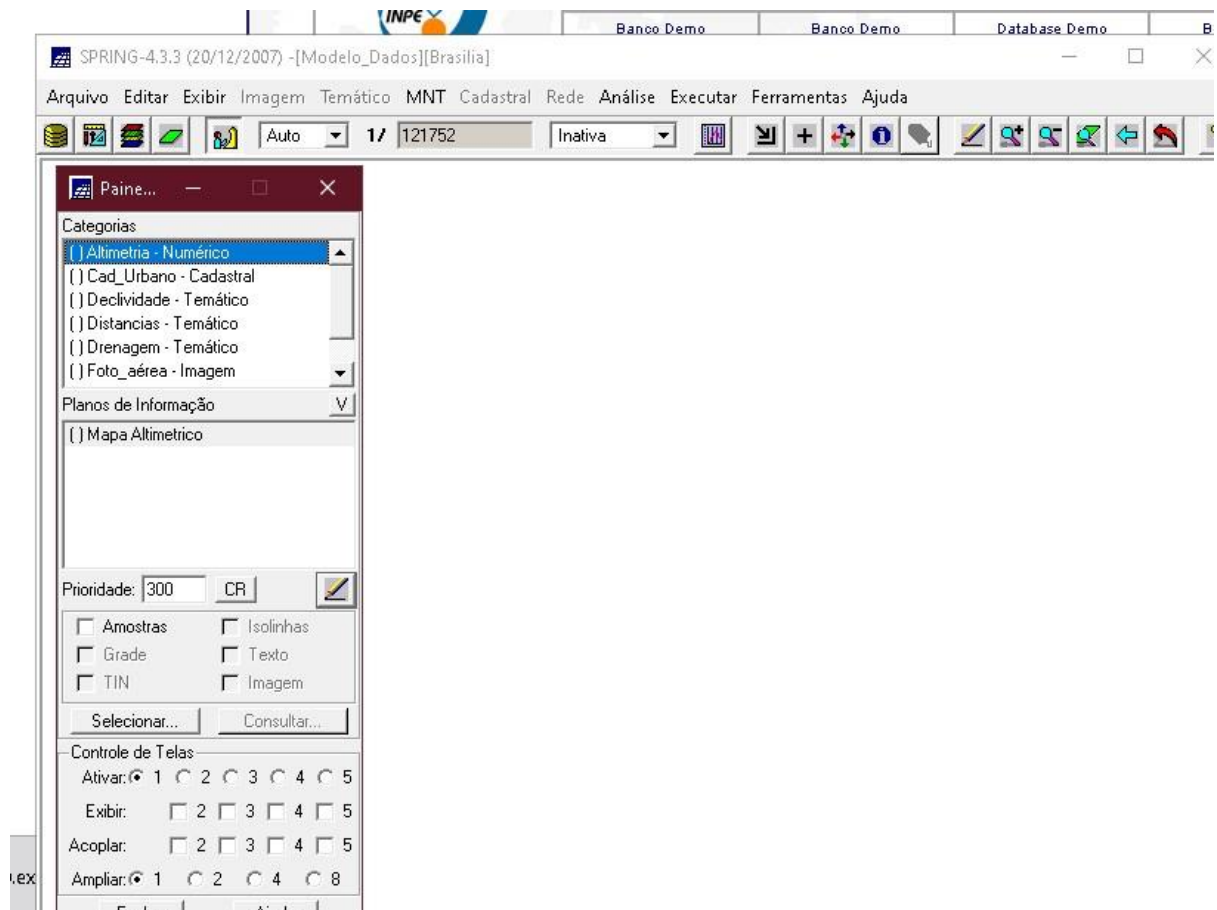 INPE
Banco Demo Banco Demo Database Demo B
SPRING-4.3.3 (20/12/2007) -[Modelo_Dados][Brasilia]
Arquivo Editar Exibir Imagem Temático MNT Cadastral Rede Análise Executar Ferramentas Ajuda
Auto 1/ 121752 Inativa
Paine...
Categorias
( ) Altimetria - Numérico
( ) Cad_Urbano - Cadastral
( ) Declividade - Temático
( ) Distancias - Temático
( ) Drenagem - Temático
( ) Foto_aérea - Imagem
Planos de Informação V
( ) Mapa Altimetrico
Prioridade: 300 CR
Amostras Isolinhas
Grade Texto
TIN Imagem
Selecionar... Consultar...
Controle de Telas
Ativar: 1 2 3 4 5
Exibir: 2 3 4 5
Acoplar: 2 3 4 5
Ampliar: 1 2 4 8
.ex